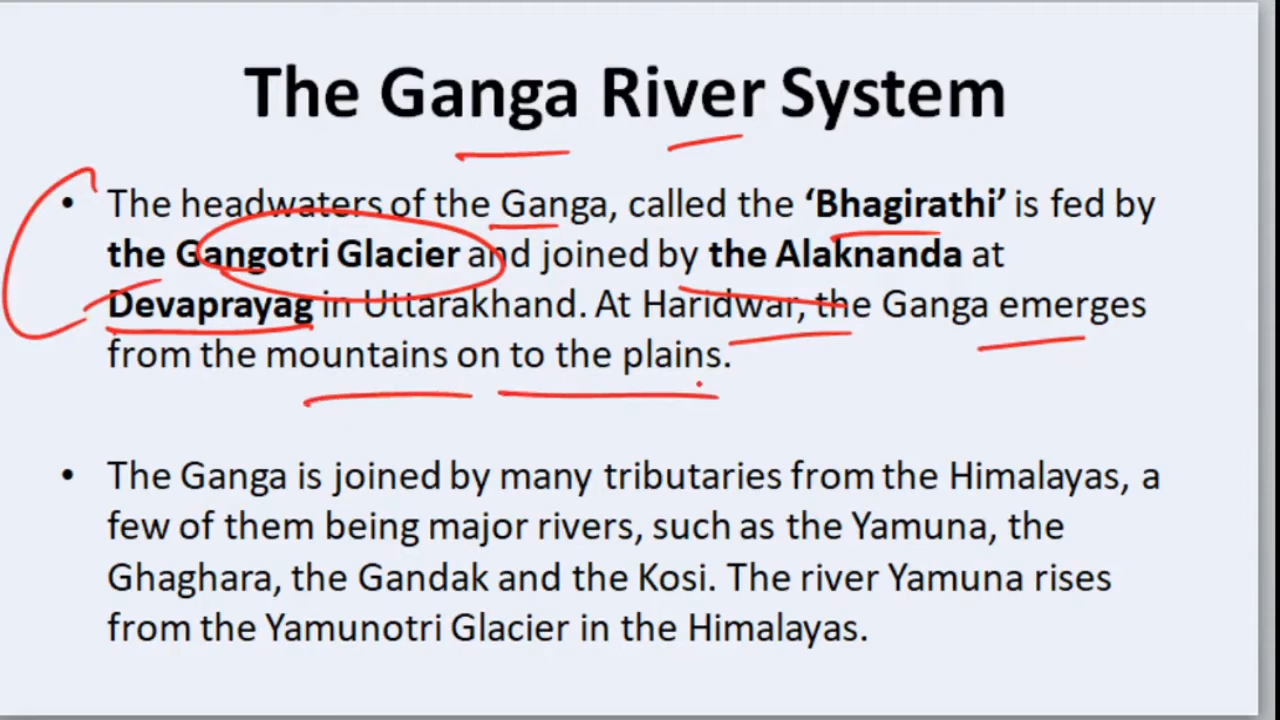 The Ganga River System
• The headwaters of the Ganga, called the ‘Bhagirathi’ is fed by
the Gangotri Glacier and joined by the Alaknanda at
Devaprayag in Uttarakhand. At Haridwar, the Ganga emerges
from the mountains on to the plains.
• The Ganga is joined by many tributaries from the Himalayas, a
few of them being major rivers, such as the Yamuna, the
Ghaghara, the Gandak and the Kosi. The river Yamuna rises
from the Yamunotri Glacier in the Himalayas.